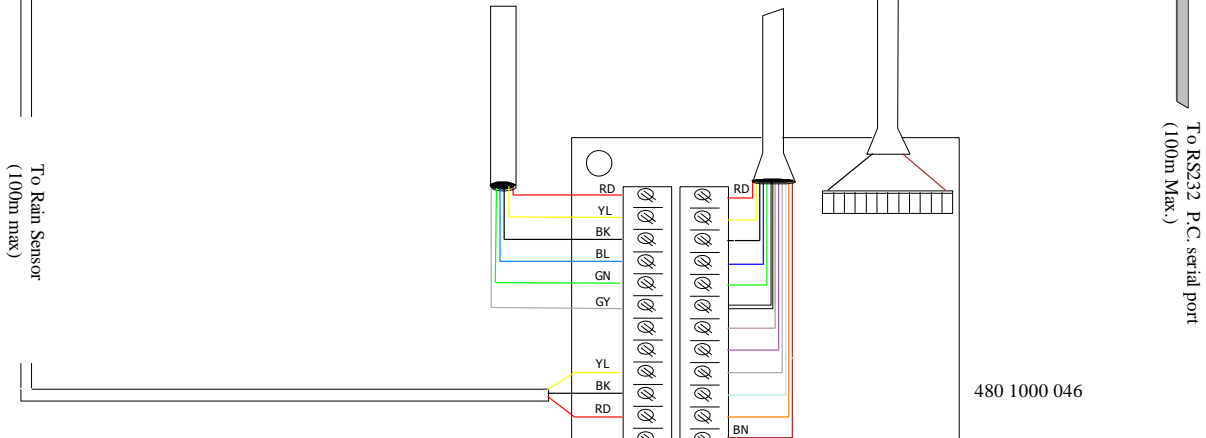 To RS232 P.C. serial port
(100m Max.)
To Rain Sensor
(100m max)
RD
RD
YL
BK
BL
GN
GY
YL
BK
RD
BN
480 1000 046